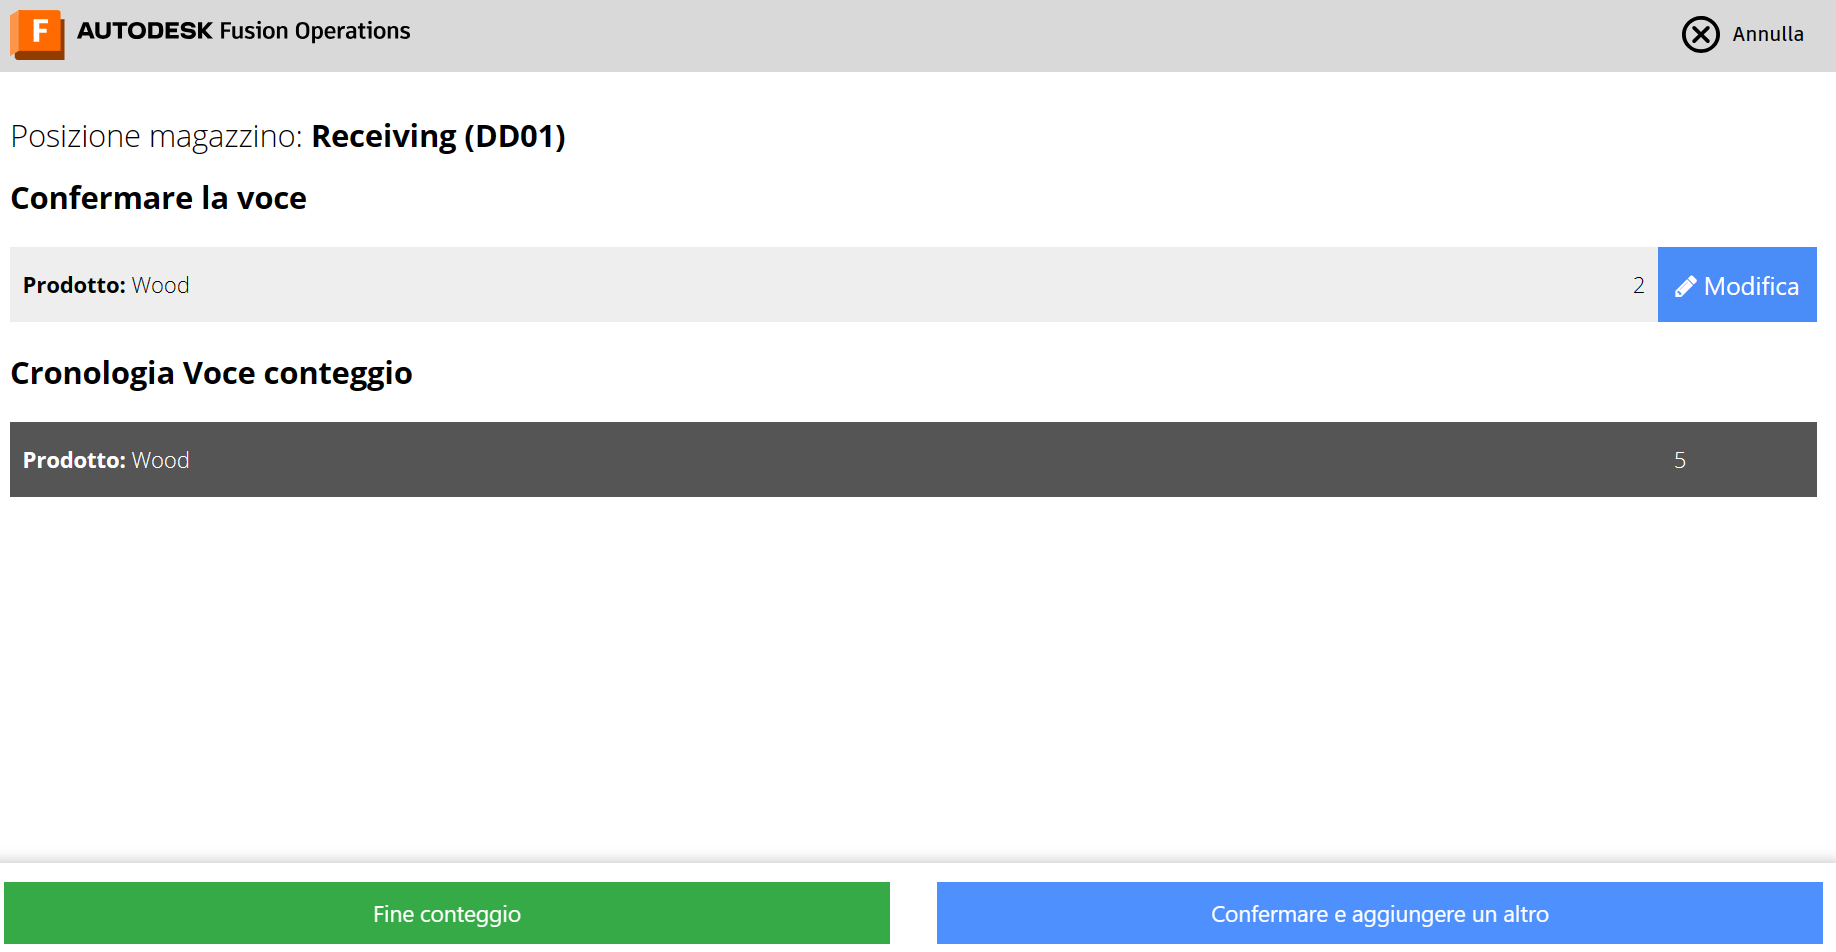 F AUTODESK Fusion Operations
Annulla
Posizione magazzino: Receiving (DD01)
Confermare la voce
Prodotto: Wood 2 Modifica
Cronologia Voce conteggio
Prodotto: Wood 5
Fine conteggio
Confermare e aggiungere un altro